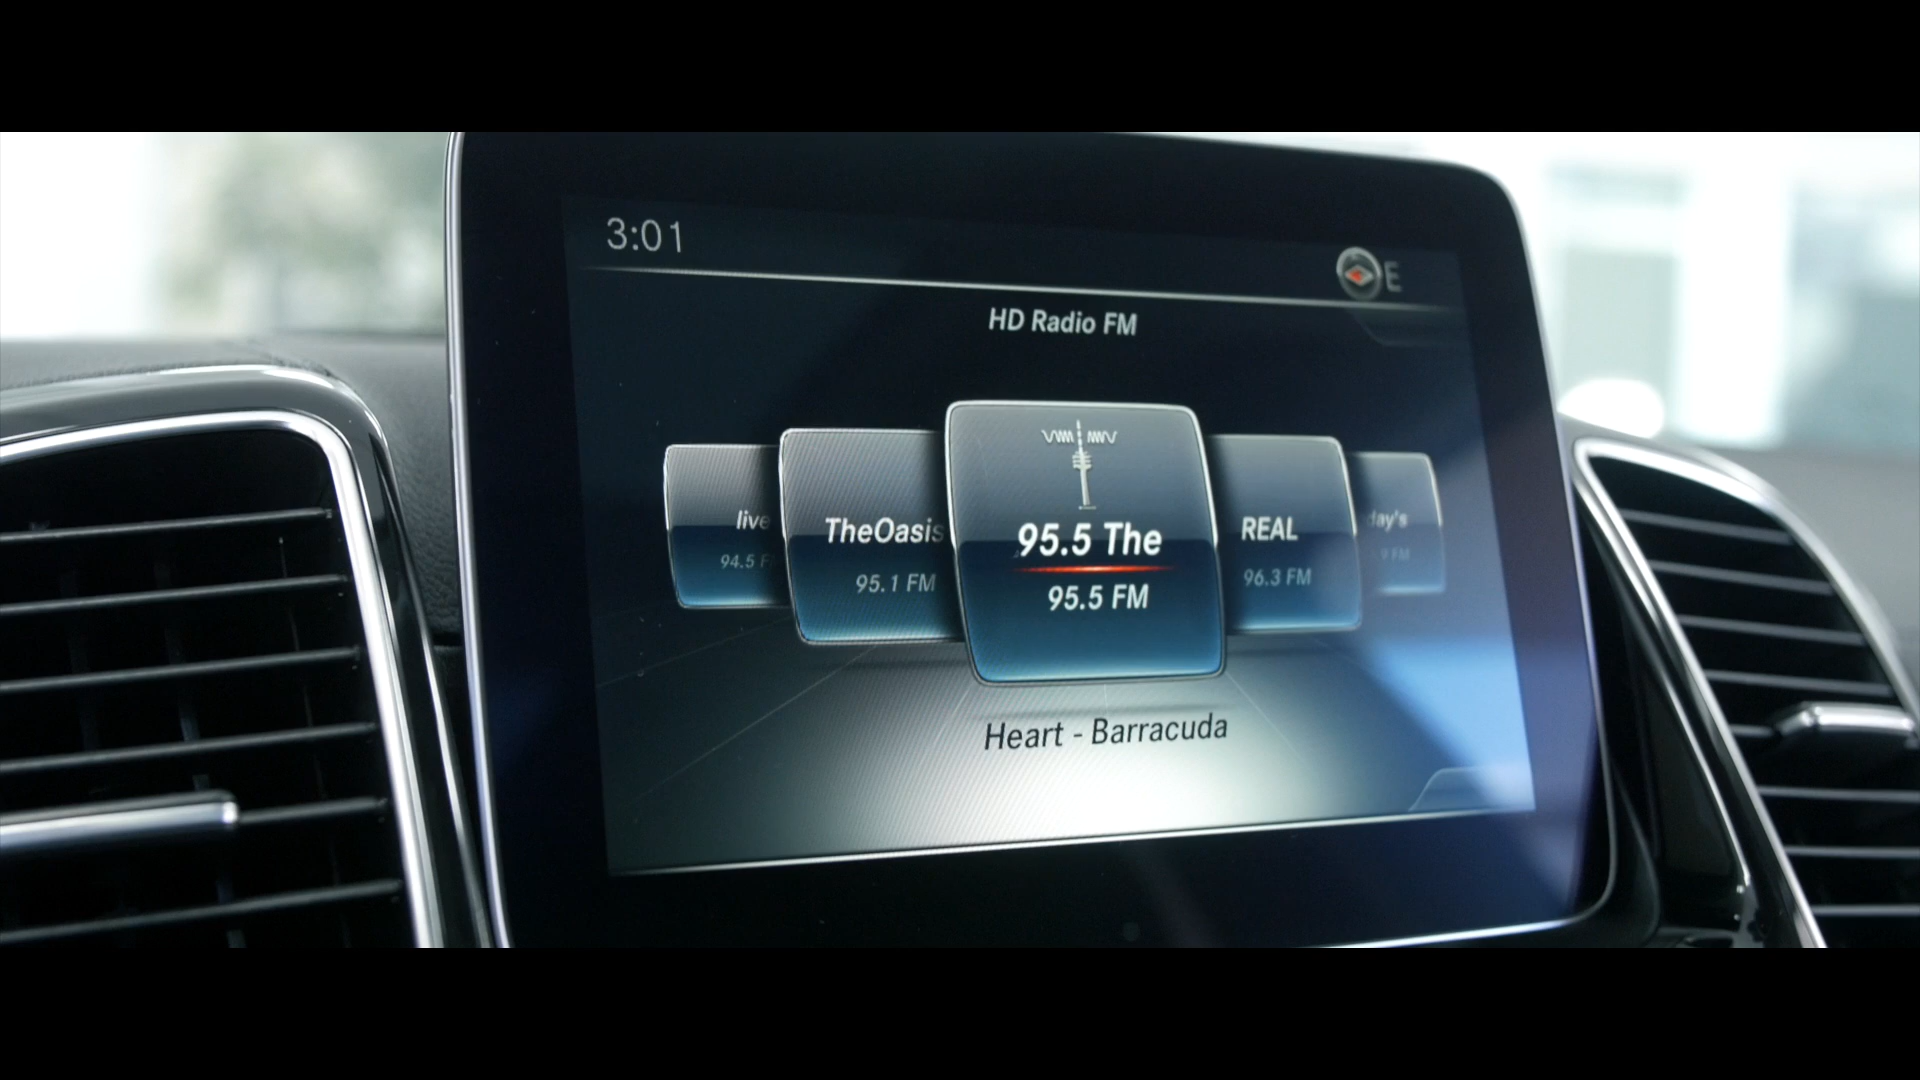 3:01
E
HD Radio FM
live
94.5 F
TheOasis
95.1 FM
95.5 The
95.5 FM
REAL
96.3 FM
day's
9 FM
Heart - Barracuda